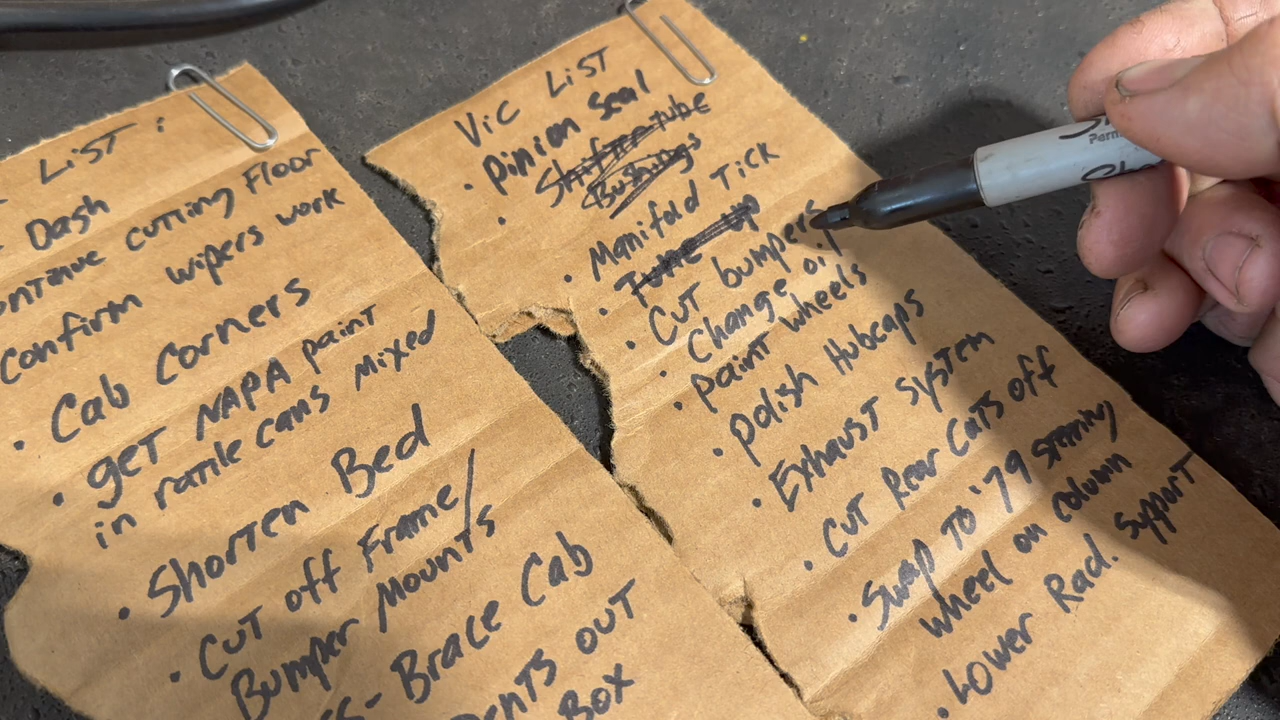 LIST:
Dash
continue cutting Floor
Confirm wipers work
• Cab Corners
• get NAPA paint
in rattle cans mixed
• Shorten Bed
• Cut off Frame/
Bumper Mounts
Brace Cab
out
Box
Vic LIST
• Pinion Seal
• Shifter tube
Bushings
• Manifold Tick
• Tune up
• Cut bumpers
• Change oil
• paint wheels
• polish Hubcaps
• Exhaust System
• Cut Rear Cats off
• Swap to '79 steering
wheel on column
• Lower Rad. Support